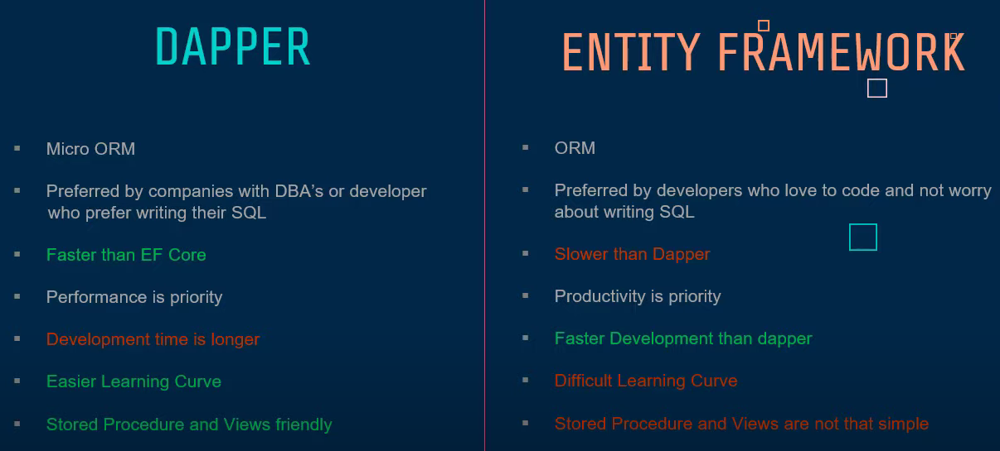 DAPPER
Micro ORM
Preferred by companies with DBA’s or developer
who prefer writing their SQL
Faster than EF Core
Performance is priority
Development time is longer
Easier Learning Curve
Stored Procedure and Views friendly
ENTITY FRAMEWORK
ORM
Preferred by developers who love to code and not worry
about writing SQL
Slower than Dapper
Productivity is priority
Faster Development than dapper
Difficult Learning Curve
Stored Procedure and Views are not that simple